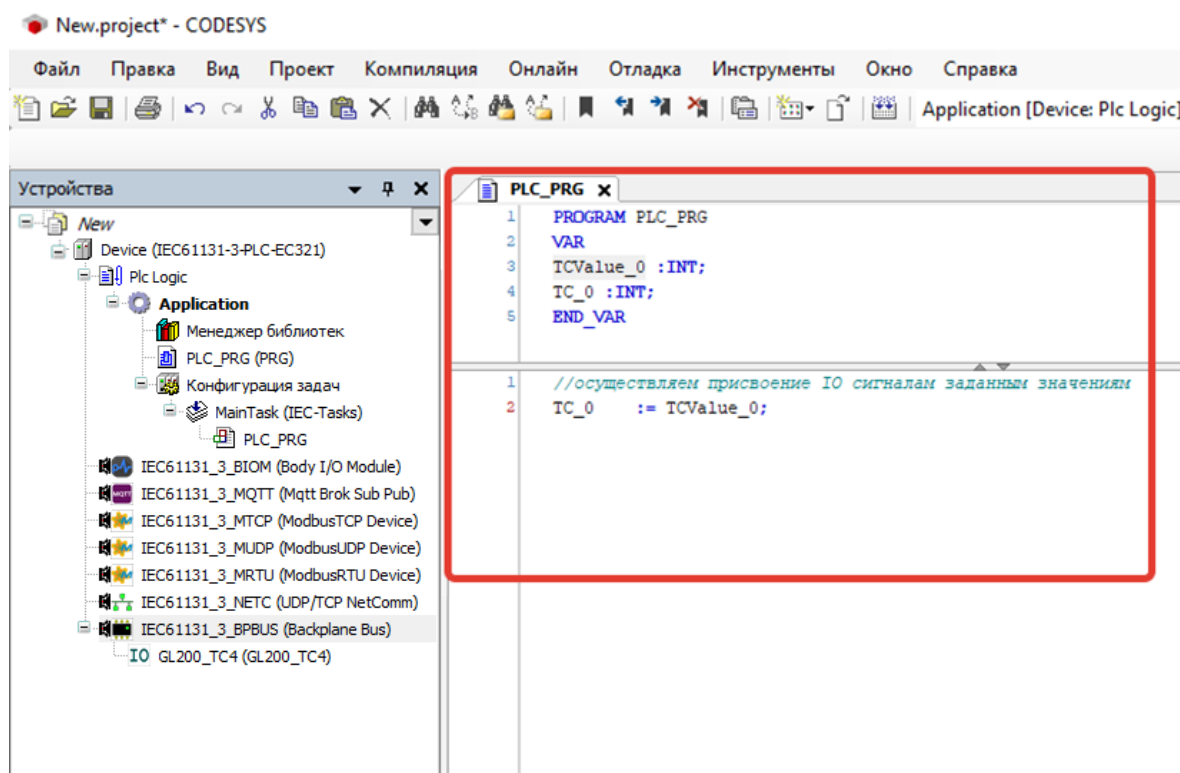 New.project* - CODESYS
Файл Правка Вид Проект Компиляция Онлайн Отладка Инструменты Окно Справка
Application [Device: Plc Logic]
Устройства
New
Device (IEC61131-3-PLC-EC321)
Plc Logic
Application
Менеджер библиотек
PLC_PRG (PRG)
Конфигурация задач
MainTask (IEC-Tasks)
PLC_PRG
IEC61131_3_BIOM (Body I/O Module)
IEC61131_3_MQTT (Mqtt Brok Sub Pub)
IEC61131_3_MTCP (ModbusTCP Device)
IEC61131_3_MUDP (ModbusUDP Device)
IEC61131_3_MRTU (ModbusRTU Device)
IEC61131_3_NETC (UDP/TCP NetComm)
IEC61131_3_BPBUS (Backplane Bus)
IO GL200_TC4 (GL200_TC4)
PLC_PRG
1 PROGRAM PLC_PRG
2 VAR
3 TCValue_0 :INT;
4 TC_0 :INT;
5 END_VAR
1 //осуществляем присвоение IO сигналам заданным значениям
2 TC_0 := TCValue_0;